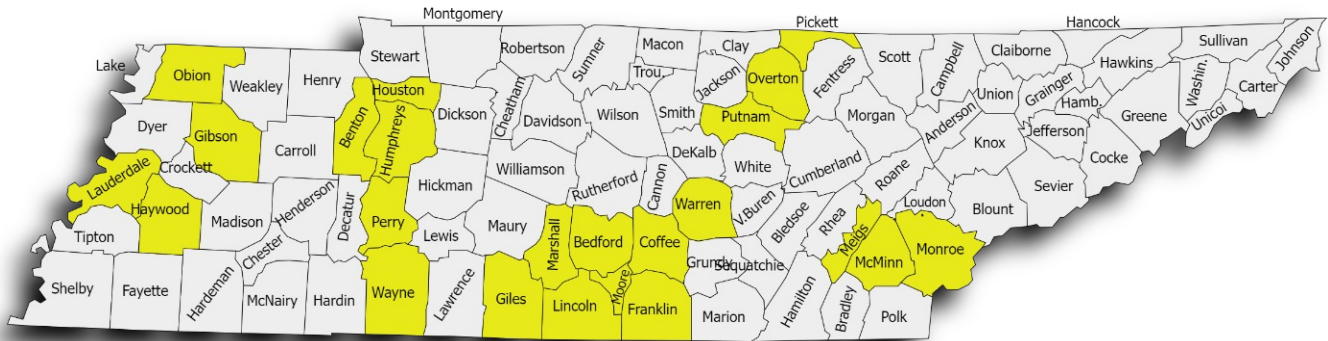 Montgomery
Pickett
Hancock
Lake
Obion
Weakley
Henry
Stewart
Robertson
Sumner
Macon
Clay
Trou.
Jackson
Overton
Fentress
Scott
Campbell
Claiborne
Hawkins
Sullivan
Johnson
Washin.
Carter
Unicoi
Greene
Hamb.
Grainger
Union
Houston
Benton
Humphreys
Dickson
Cheatham
Davidson
Wilson
Smith
Putnam
Morgan
Anderson
Knox
Jefferson
Cocke
Sevier
Dyer
Gibson
Carroll
Crockett
Lauderdale
Haywood
Madison
Henderson
Decatur
Perry
Hickman
Williamson
Rutherford
Cannon
DeKalb
White
Cumberland
Roane
Loudon
Blount
Tipton
Chester
Lewis
Maury
Marshall
Bedford
Coffee
Warren
V.Buren
Bledsoe
Rhea
Meigs
McMinn
Monroe
Shelby
Fayette
Hardeman
McNairy
Hardin
Wayne
Lawrence
Giles
Lincoln
Moore
Franklin
Grundy
Sequatchie
Marion
Hamilton
Bradley
Polk